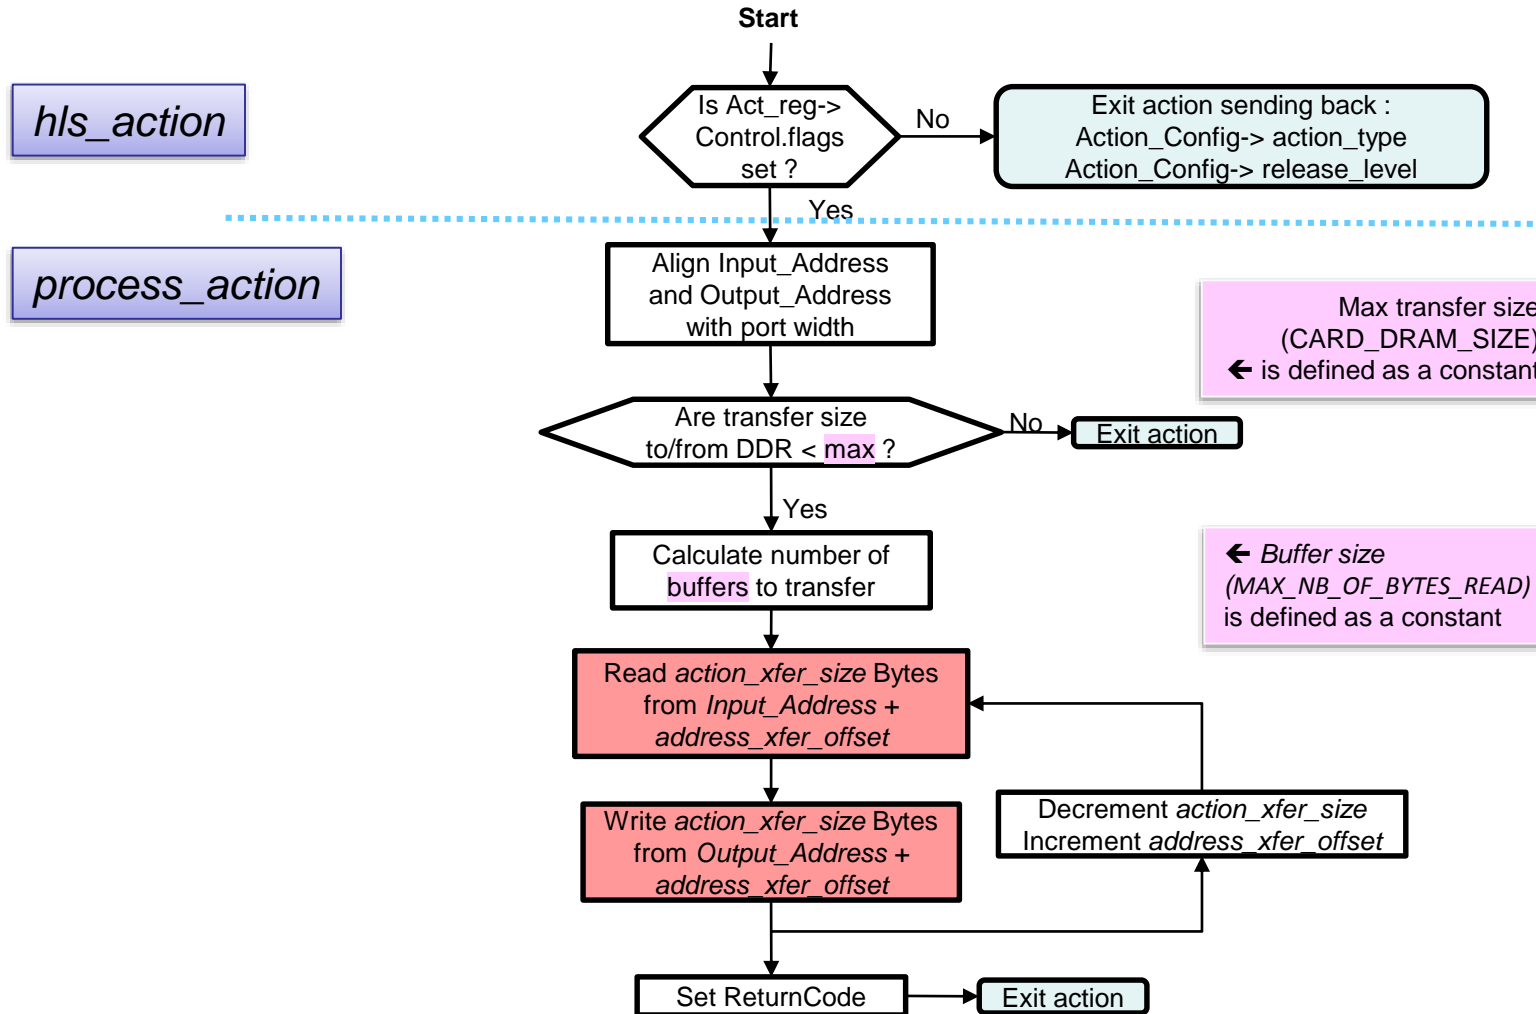 Start
hls_action
Is Act_reg->
Control.flags
set ?
No
Exit action sending back :
Action_Config-> action_type
Action_Config-> release_level
Yes
process_action
Align Input_Address
and Output_Address
with port width
Max transfer size
(CARD_DRAM_SIZE)
← is defined as a constant
Are transfer size
to/from DDR < max ?
No
Exit action
Yes
Calculate number of
buffers to transfer
← Buffer size
(MAX_NB_OF_BYTES_READ)
is defined as a constant
Read action_xfer_size Bytes
from Input_Address +
address_xfer_offset
Decrement action_xfer_size
Increment address_xfer_offset
Write action_xfer_size Bytes
from Output_Address +
address_xfer_offset
Set ReturnCode
Exit action